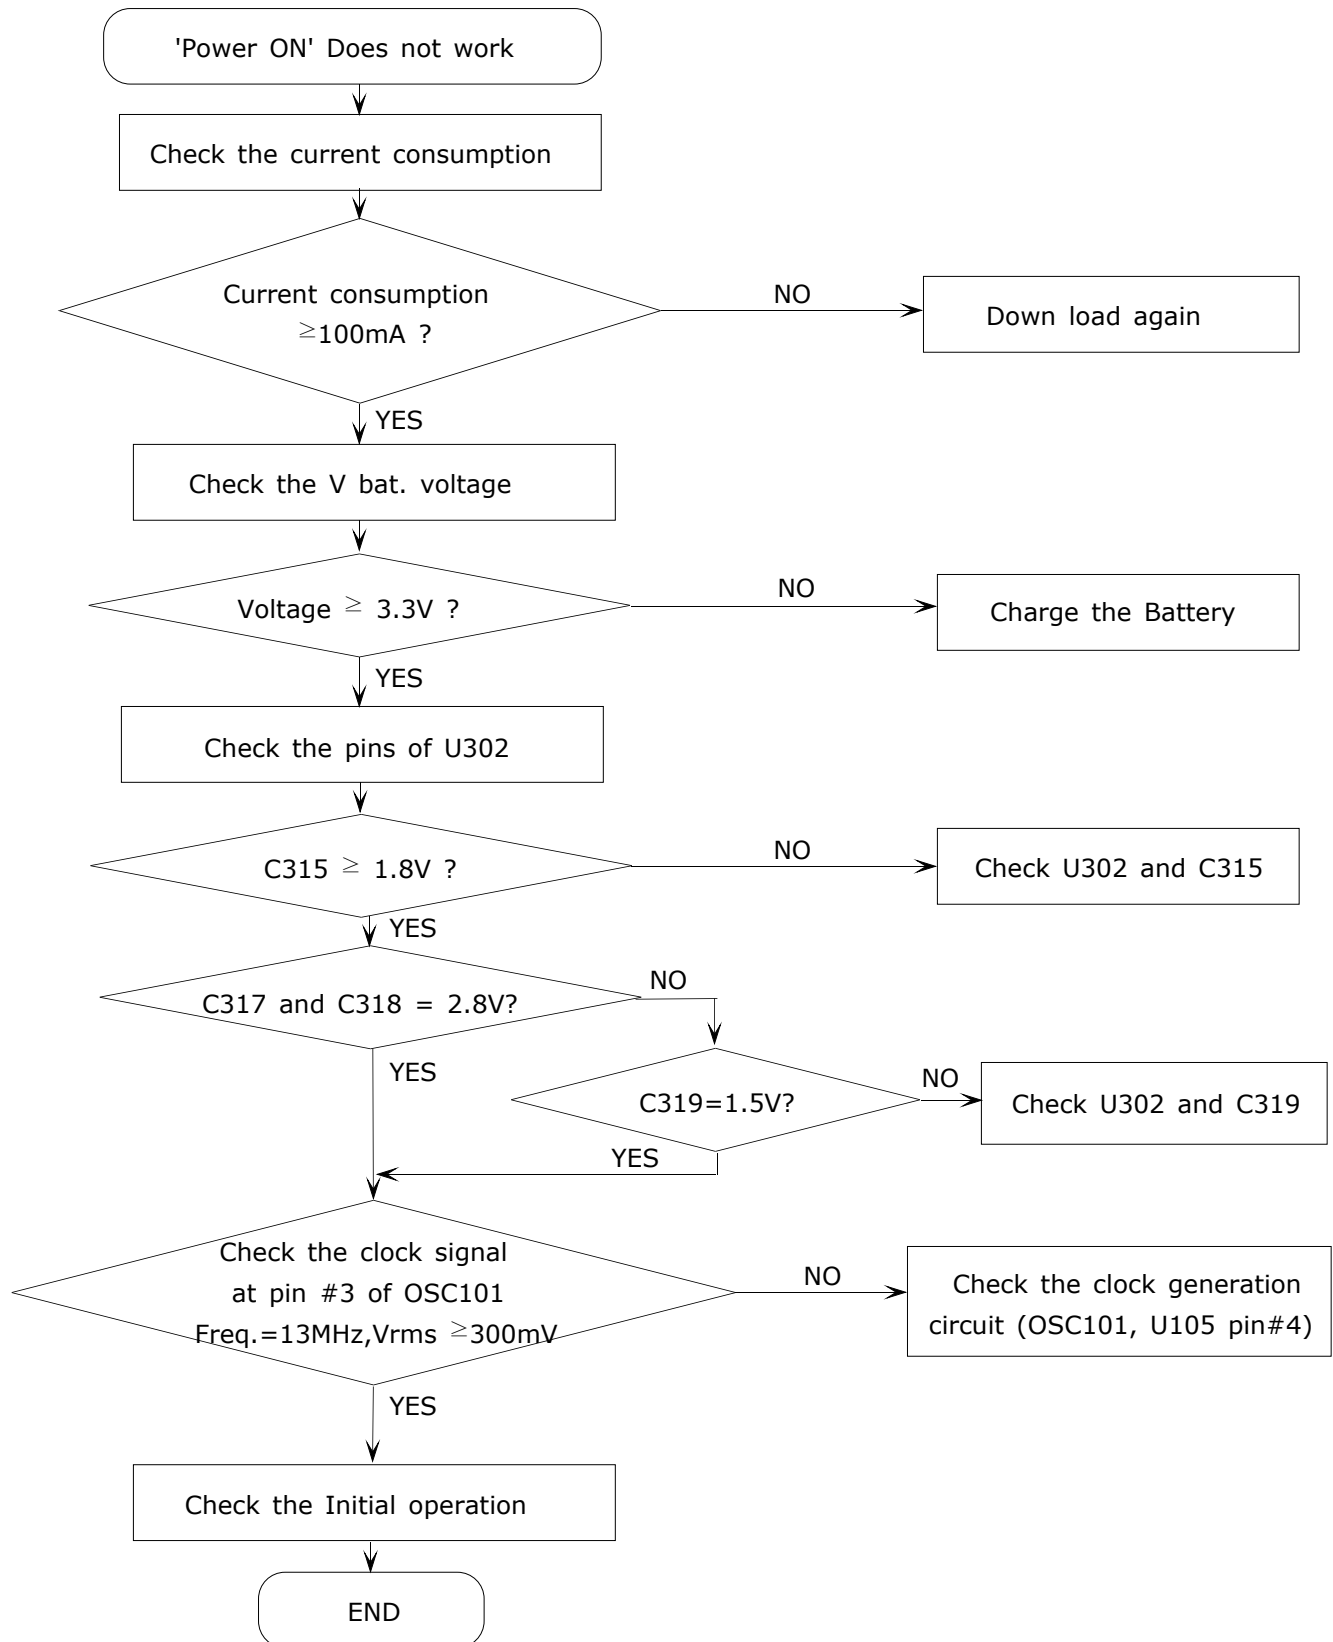 'Power ON' Does not work
Check the current consumption
Current consumption
≥100mA ?
NO
Down load again
YES
Check the V bat. voltage
Voltage ≥ 3.3V ?
NO
Charge the Battery
YES
Check the pins of U302
C315 ≥ 1.8V ?
NO
Check U302 and C315
YES
C317 and C318 = 2.8V?
NO
YES
C319=1.5V?
NO
Check U302 and C319
YES
Check the clock signal
at pin #3 of OSC101
Freq.=13MHz,Vrms ≥300mV
NO
Check the clock generation
circuit (OSC101, U105 pin#4)
YES
Check the Initial operation
END